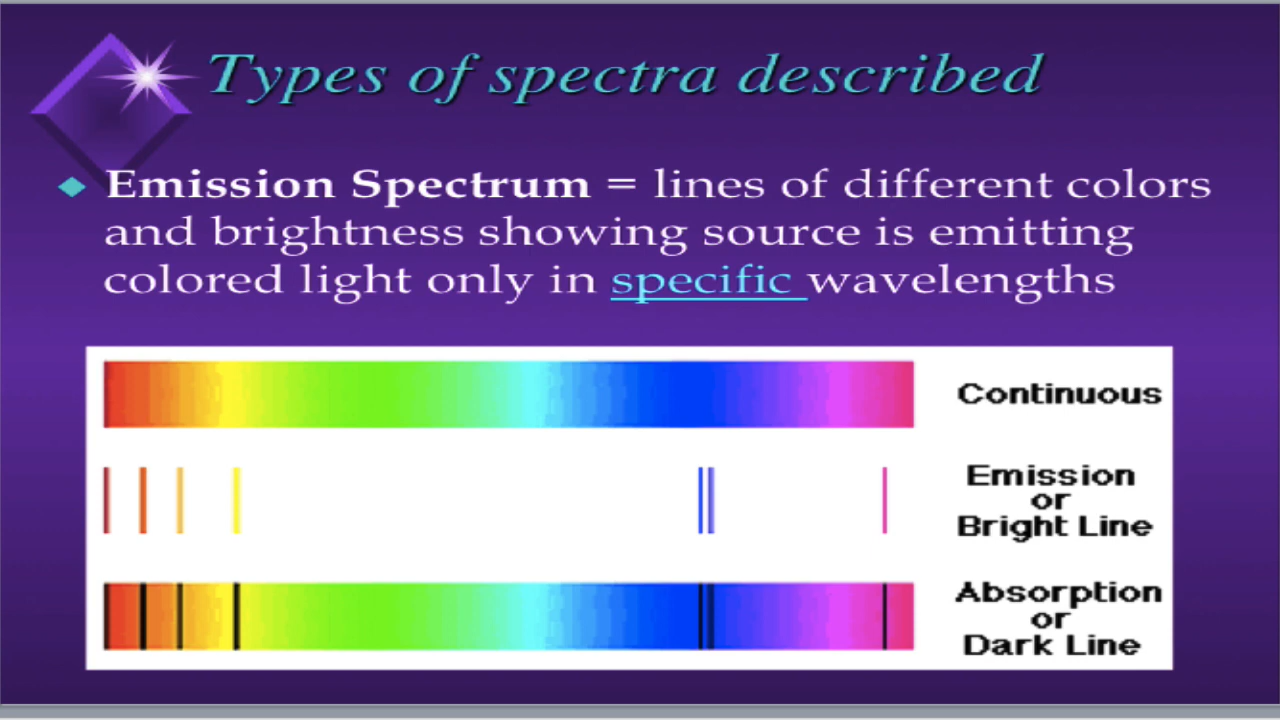 Types of spectra described
Emission Spectrum = lines of different colors
and brightness showing source is emitting
colored light only in specific wavelengths
Continuous
Emission
or
Bright Line
Absorption
or
Dark Line